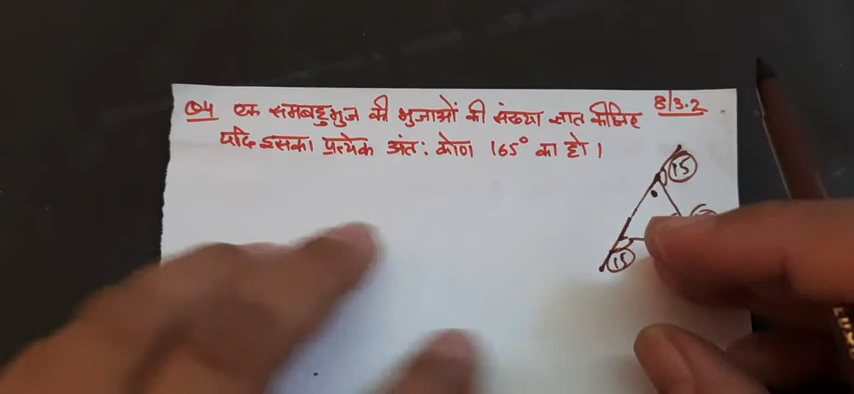 Q4 एक समबहुभुज की भुजाओं की संख्या ज्ञात कीजिए 8/3.2
यदि इसका प्रत्येक अंत: कोण 165° का हो।
15
15